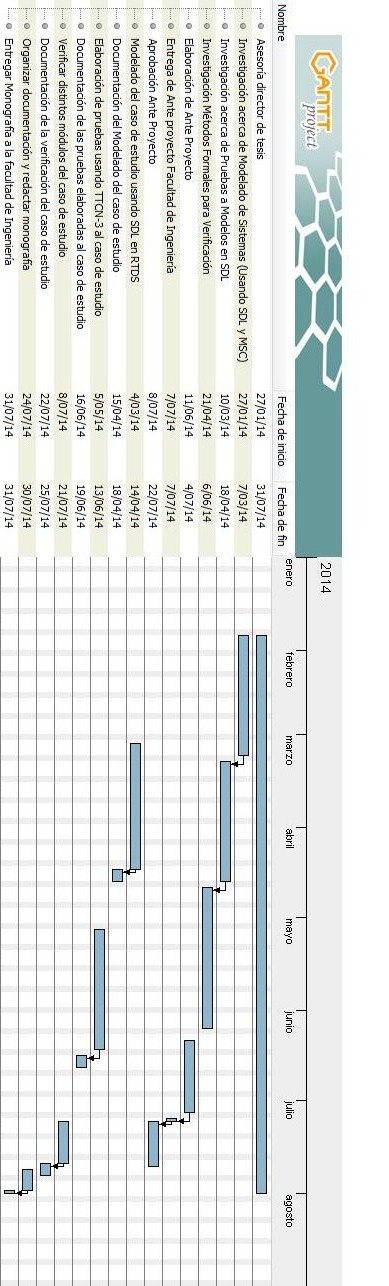 GANTT
project
2014
Nombre Fecha de inicio Fecha de fin enero febrero marzo abril mayo junio julio agosto
Asesoría director de tesis 27/01/14 31/07/14
Investigación acerca de Modelado de Sistemas (Usando SDL y MSC) 27/01/14 7/03/14
Investigación acerca de Pruebas a Modelos en SDL 10/03/14 18/04/14
Investigación Métodos Formales para Verificación 21/04/14 6/06/14
Elaboración de Ante Proyecto 11/06/14 4/07/14
Entrega de Ante proyecto Facultad de Ingeniería 7/07/14 7/07/14
Aprobación Ante Proyecto 8/07/14 22/07/14
Modelado del caso de estudio usando SDL en RTDS 4/03/14 14/04/14
Documentación de Modelado del caso de estudio 15/04/14 18/04/14
Elaboración de pruebas usando TTCN-3 al caso de estudio 5/05/14 13/06/14
Documentación de las pruebas elaboradas al caso de estudio 16/06/14 19/06/14
Verificar distintos módulos del caso de estudio 8/07/14 21/07/14
Documentación de la verificación del caso de estudio 22/07/14 25/07/14
Organizar documentación y redactar monografía 24/07/14 30/07/14
Entregar Monografía a la facultad de Ingeniería 31/07/14 31/07/14